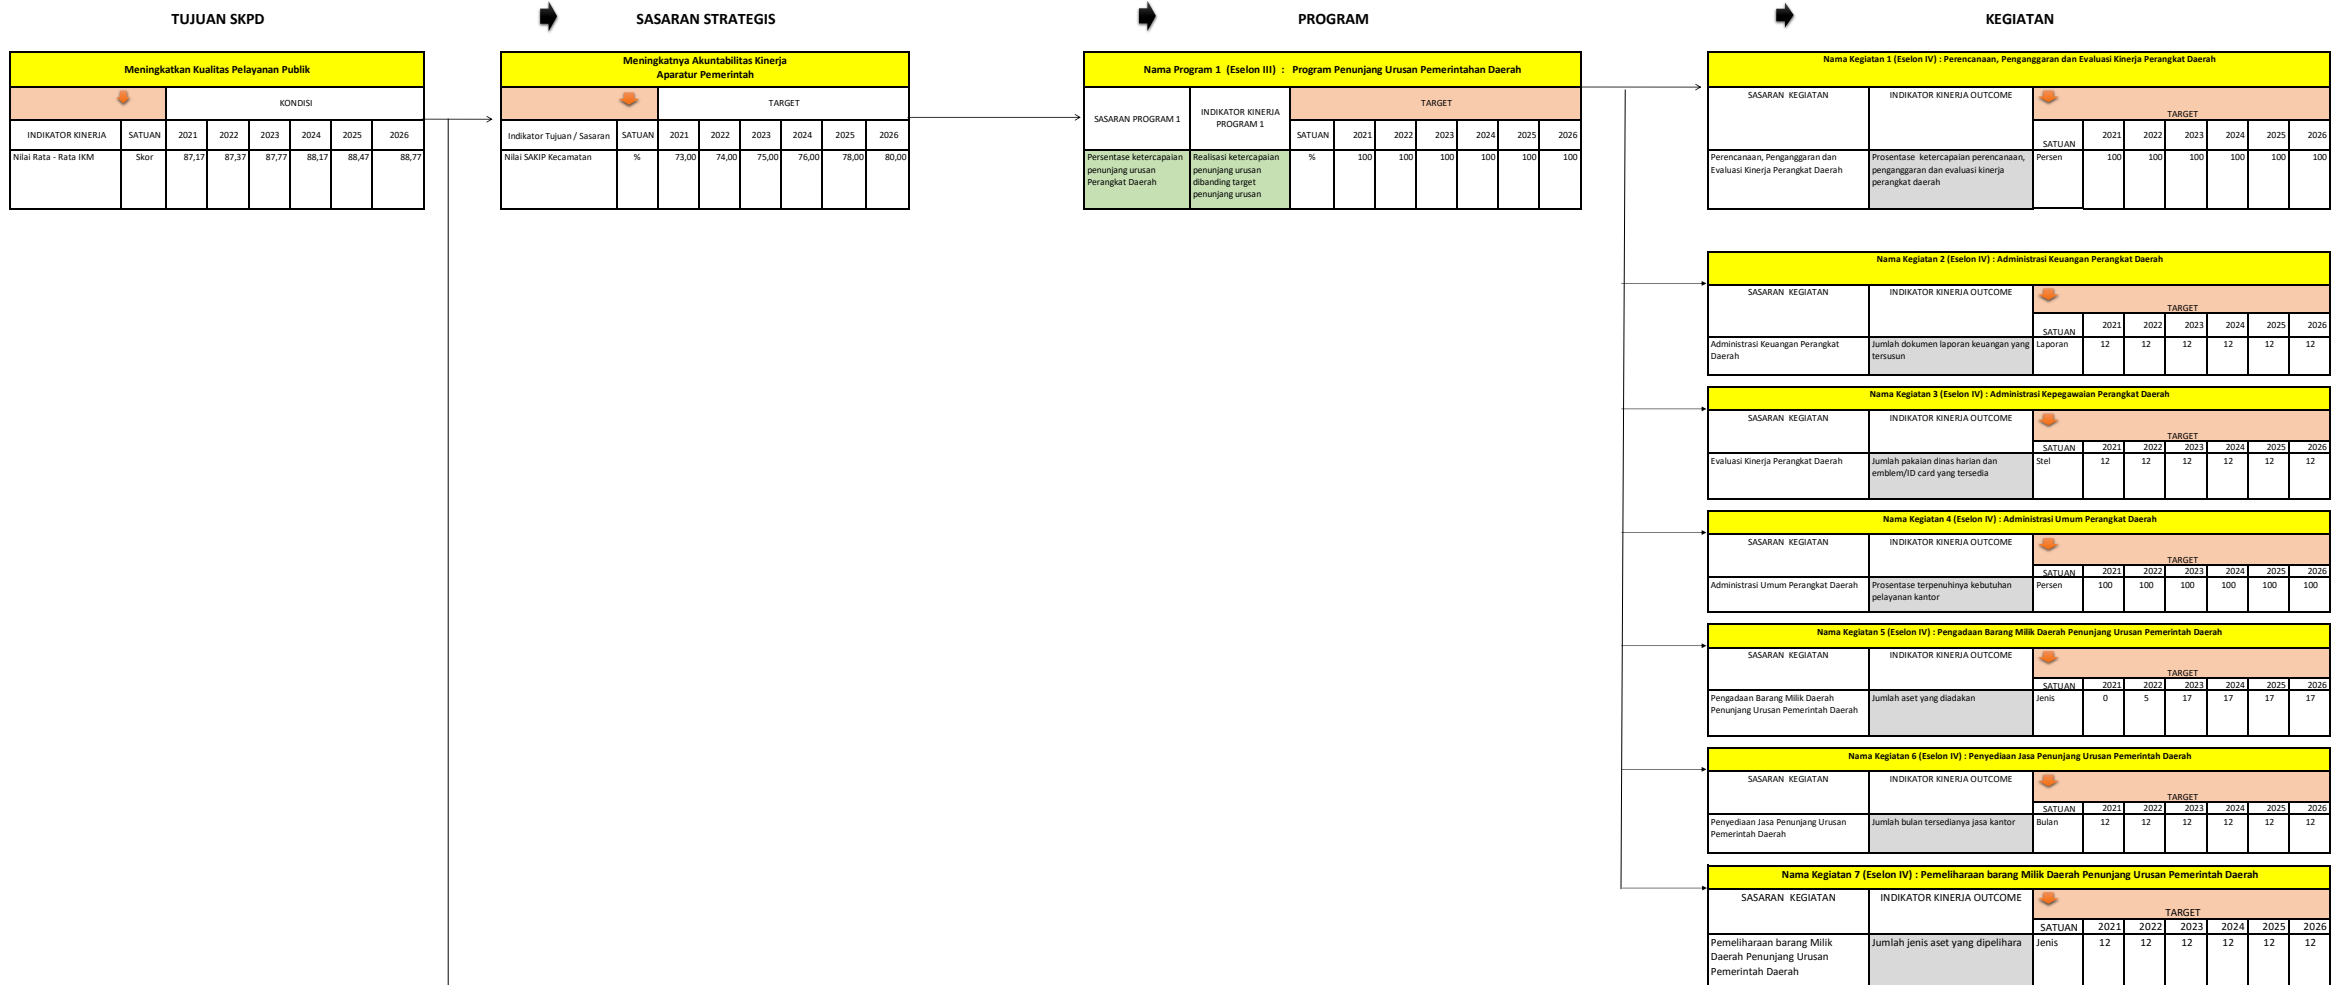 TUJUAN SKPD
SASARAN STRATEGIS
PROGRAM
KEGIATAN
Meningkatkan Kualitas Pelayanan Publik
KONDISI
INDIKATOR KINERJA SATUAN 2021 2022 2023 2024 2025 2026
Nilai Rata - Rata IKM Skor 87,17 87,37 87,77 88,17 88,47 88,77
Meningkatnya Akuntabilitas Kinerja
Aparatur Pemerintah
TARGET
Indikator Tujuan / Sasaran SATUAN 2021 2022 2023 2024 2025 2026
Nilai SAKIP Kecamatan % 73,00 74,00 75,00 76,00 78,00 80,00
Nama Program 1 (Eselon III) : Program Penunjang Urusan Pemerintahan Daerah
SASARAN PROGRAM 1
INDIKATOR KINERJA
PROGRAM 1
TARGET
SATUAN 2021 2022 2023 2024 2025 2026
Persentase ketercapaian
penunjang urusan
Perangkat Daerah
Realisasi ketercapaian
penunjang urusan
dibanding target
penunjang urusan
% 100 100 100 100 100 100
Nama Kegiatan 1 (Eselon IV) : Perencanaan, Penganggaran dan Evaluasi Kinerja Perangkat Daerah
SASARAN KEGIATAN INDIKATOR KINERJA OUTCOME
TARGET
SATUAN 2021 2022 2023 2024 2025 2026
Perencanaan, Penganggaran dan
Evaluasi Kinerja Perangkat Daerah
Prosentase ketercapaian perencanaan,
penganggaran dan evaluasi kinerja
perangkat daerah
Persen 100 100 100 100 100 100
Nama Kegiatan 2 (Eselon IV) : Administrasi Keuangan Perangkat Daerah
SASARAN KEGIATAN INDIKATOR KINERJA OUTCOME
TARGET
SATUAN 2021 2022 2023 2024 2025 2026
Administrasi Keuangan Perangkat
Daerah
Jumlah dokumen laporan keuangan yang
tersusun
Laporan 12 12 12 12 12 12
Nama Kegiatan 3 (Eselon IV) : Administrasi Kepegawaian Perangkat Daerah
SASARAN KEGIATAN INDIKATOR KINERJA OUTCOME
TARGET
SATUAN 2021 2022 2023 2024 2025 2026
Evaluasi Kinerja Perangkat Daerah
Jumlah pakaian dinas harian dan
emblem/ID card yang tersedia
Stel 12 12 12 12 12 12
Nama Kegiatan 4 (Eselon IV) : Administrasi Umum Perangkat Daerah
SASARAN KEGIATAN INDIKATOR KINERJA OUTCOME
TARGET
SATUAN 2021 2022 2023 2024 2025 2026
Administrasi Umum Perangkat Daerah
Prosentase terpenuhinya kebutuhan
pelayanan kantor
Persen 100 100 100 100 100 100
Nama Kegiatan 5 (Eselon IV) : Pengadaan Barang Milik Daerah Penunjang Urusan Pemerintah Daerah
SASARAN KEGIATAN INDIKATOR KINERJA OUTCOME
TARGET
SATUAN 2021 2022 2023 2024 2025 2026
Pengadaan Barang Milik Daerah
Penunjang Urusan Pemerintah Daerah
Jumlah aset yang diadakan
Jenis 0 5 17 17 17 17
Nama Kegiatan 6 (Eselon IV) : Penyediaan Jasa Penunjang Urusan Pemerintah Daerah
SASARAN KEGIATAN INDIKATOR KINERJA OUTCOME
TARGET
SATUAN 2021 2022 2023 2024 2025 2026
Penyediaan Jasa Penunjang Urusan
Pemerintah Daerah
Jumlah bulan tersedianya jasa kantor
Bulan 12 12 12 12 12 12
Nama Kegiatan 7 (Eselon IV) : Pemeliharaan barang Milik Daerah Penunjang Urusan Pemerintah Daerah
SASARAN KEGIATAN INDIKATOR KINERJA OUTCOME
TARGET
SATUAN 2021 2022 2023 2024 2025 2026
Pemeliharaan barang Milik
Daerah Penunjang Urusan
Pemerintah Daerah
Jumlah jenis aset yang dipelihara
Jenis 12 12 12 12 12 12